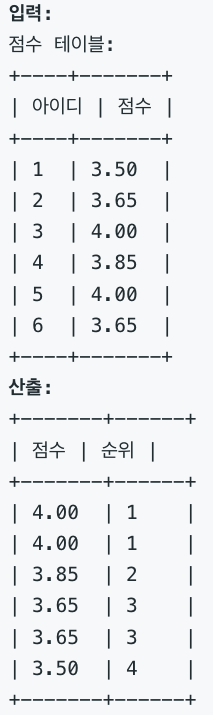 입력:
점수 테이블:
+----+-------+
| 아이디 | 점수 |
+----+-------+
| 1  | 3.50  |
| 2  | 3.65  |
| 3  | 4.00  |
| 4  | 3.85  |
| 5  | 4.00  |
| 6  | 3.65  |
+----+-------+
산출:
+-------+------+
| 점수 | 순위 |
+-------+------+
| 4.00  | 1    |
| 4.00  | 1    |
| 3.85  | 2    |
| 3.65  | 3    |
| 3.65  | 3    |
| 3.50  | 4    |
+-------+------+